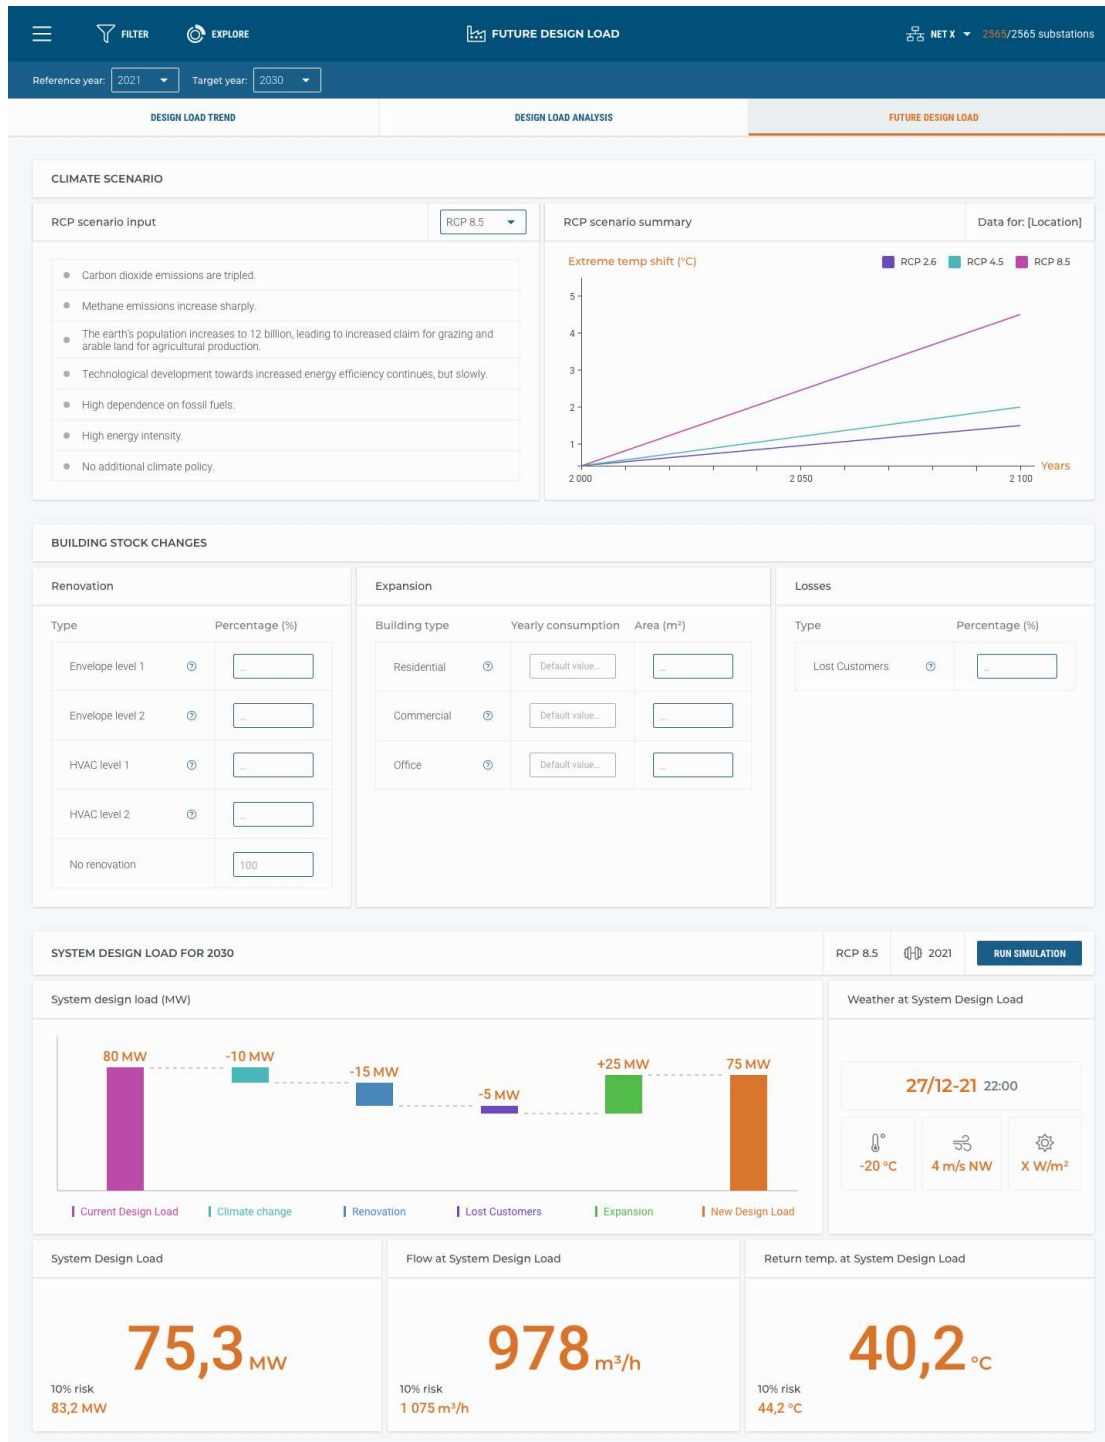 FILTER
EXPLORE
FUTURE DESIGN LOAD
NET X
2565/2565 substations
Reference year: 2021
Target year: 2030
DESIGN LOAD TREND
DESIGN LOAD ANALYSIS
FUTURE DESIGN LOAD
CLIMATE SCENARIO
RCP scenario input
RCP 8.5
Carbon dioxide emissions are tripled.
Methane emissions increase sharply.
The earth's population increases to 12 billion, leading to increased claim for grazing and
arable land for agricultural production.
Technological development towards increased energy efficiency continues, but slowly.
High dependence on fossil fuels.
High energy intensity.
No additional climate policy.
RCP scenario summary
Data for: [Location]
Extreme temp shift (°C)
RCP 2.6
RCP 4.5
RCP 8.5
5
4
3
2
1
2 000
2 050
2 100
Years
BUILDING STOCK CHANGES
Renovation
Type
Percentage (%)
Envelope level 1
...
Envelope level 2
...
HVAC level 1
...
HVAC level 2
...
No renovation
100
Expansion
Building type
Yearly consumption
Area (m²)
Residential
Default value...
...
Commercial
Default value...
...
Office
Default value...
...
Losses
Type
Percentage (%)
Lost Customers
...
SYSTEM DESIGN LOAD FOR 2030
RCP 8.5
2021
RUN SIMULATION
System design load (MW)
80 MW
-10 MW
-15 MW
-5 MW
+25 MW
75 MW
Current Design Load
Climate change
Renovation
Lost Customers
Expansion
New Design Load
Weather at System Design Load
27/12-21 22:00
-20 °C
4 m/s NW
X W/m²
System Design Load
75,3 MW
10% risk
83,2 MW
Flow at System Design Load
978 m³/h
10% risk
1 075 m³/h
Return temp. at System Design Load
40,2 °C
10% risk
44,2 °C